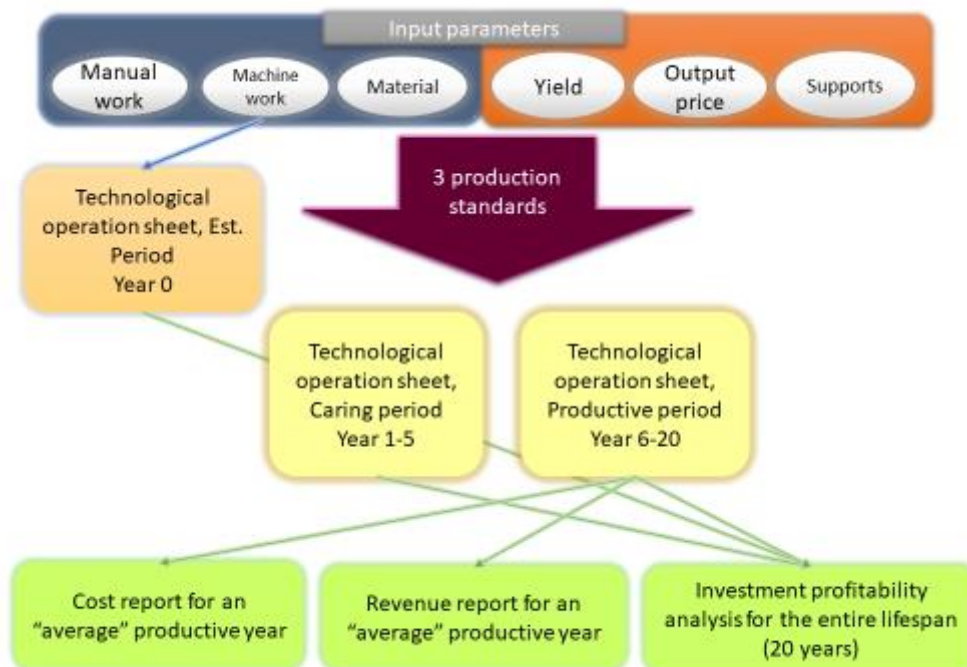 Input parameters
Manual
work
Machine
work
Material
Yield
Output
price
Supports
3 production
standards
Technological
operation sheet, Est.
Period
Year 0
Technological
operation sheet,
Caring period
Year 1-5
Technological
operation sheet,
Productive period
Year 6-20
Cost report for an
“average” productive year
Revenue report for an
“average” productive year
Investment profitability
analysis for the entire lifespan
(20 years)